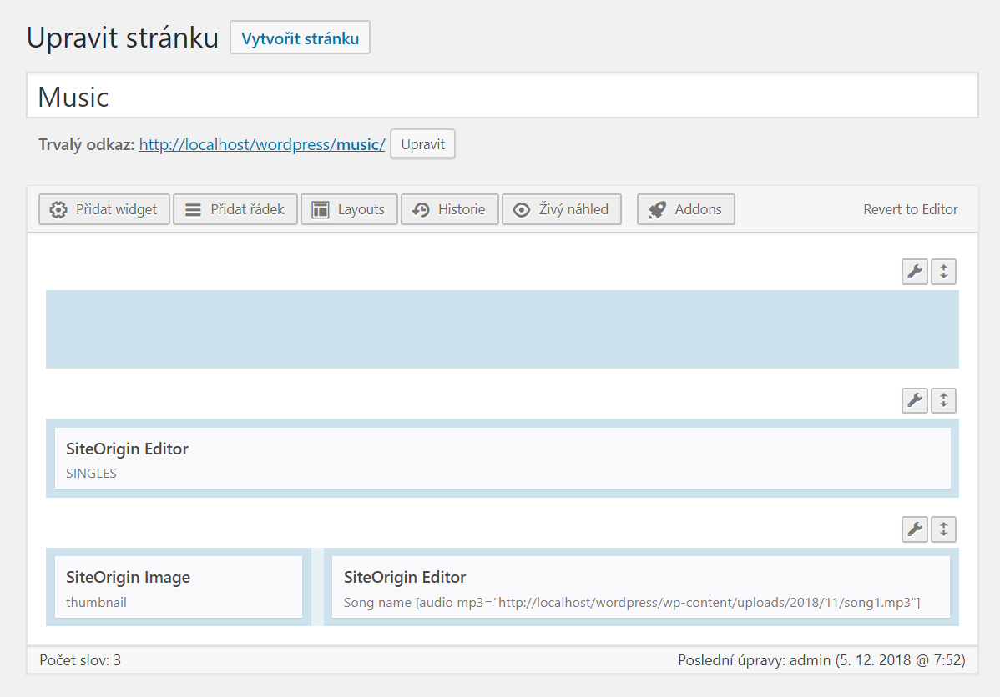 Upravit stránku Vytvořit stránku
Music
Trvalý odkaz: http://localhost/wordpress/music/ Upravit
Přidat widget Přidat řádek Layouts Historie Živý náhled Addons Revert to Editor
SiteOrigin Editor
SINGLES
SiteOrigin Image SiteOrigin Editor
thumbnail Song name [audio mp3="http://localhost/wordpress/wp-content/uploads/2018/11/song1.mp3"]
Počet slov: 3 Poslední úpravy: admin (5. 12. 2018 @ 7:52)